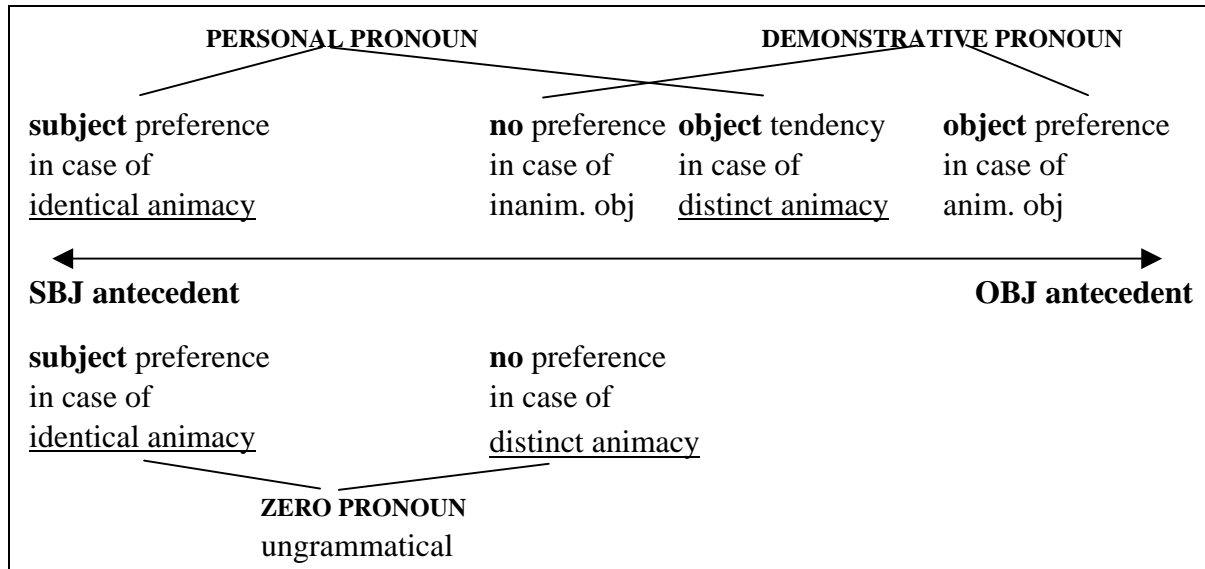 PERSONAL PRONOUN DEMONSTRATIVE PRONOUN
subject preference no preference object tendency object preference
in case of in case of in case of in case of
identical animacy inanim. obj distinct animacy anim. obj
SBJ antecedent OBJ antecedent
subject preference no preference
in case of in case of
identical animacy distinct animacy
ZERO PRONOUN
ungrammatical